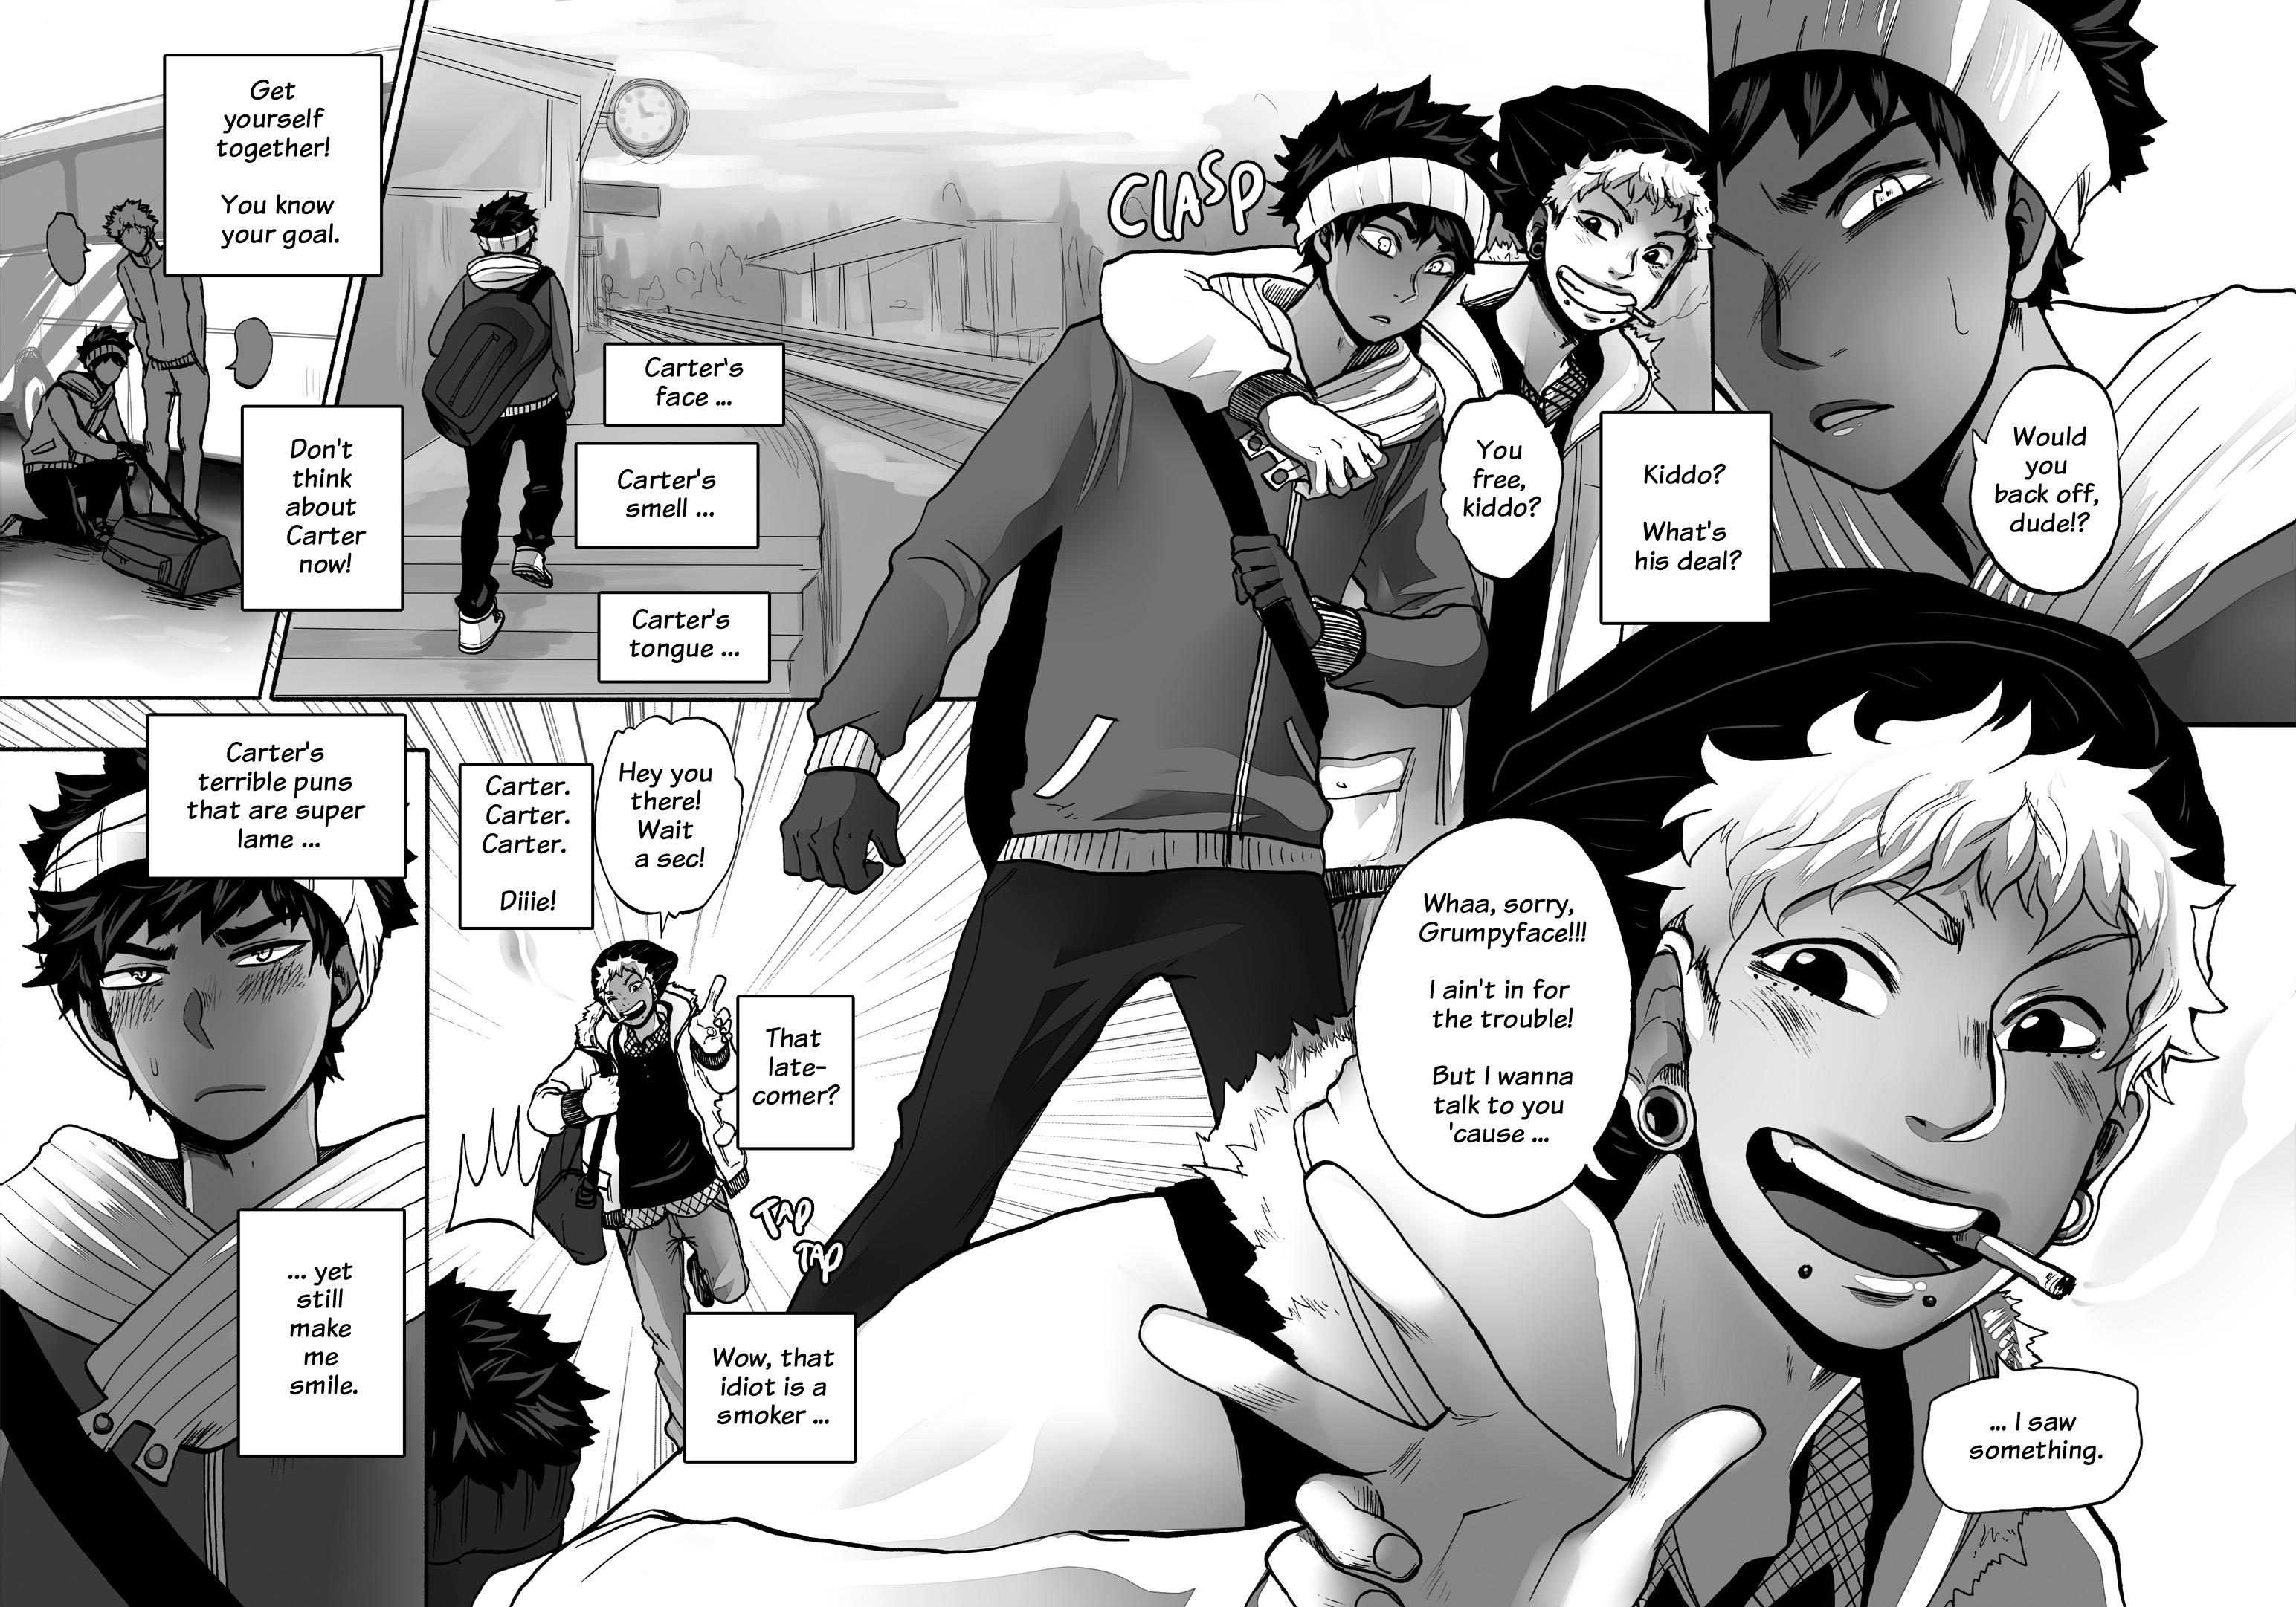 Get
yourself
together!
You know
your goal.
Don't
think
about
Carter
now!
Carter's
face ...
Carter's
smell ...
Carter's
tongue ...
Carter's
terrible puns
that are super
lame ...
... yet
still
make
me
smile.
Carter.
Carter.
Carter.
Diiie!
Hey you
there!
Wait
a sec!
That
late-
comer?
TAP
TAP
Wow, that
idiot is a
smoker ...
CLASP
You
free,
kiddo?
Kiddo?
What's
his deal?
Would
you
back off,
dude!?
Whaa, sorry,
Grumpyface!!!
I ain't in for
the trouble!
But I wanna
talk to you
'cause ...
... I saw
something.